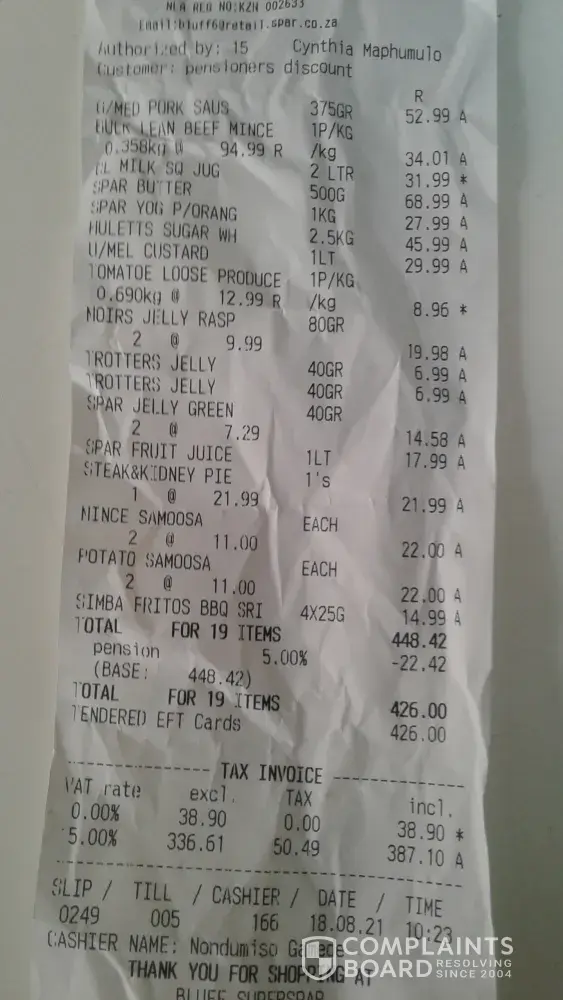 NLA REG NO:KZN 002633
Email:bluff6@retail.spar.co.za
Authorized by: 15 Cynthia Maphumulo
Customer: pensioners discount
R
G/MED PORK SAUS 375GR 52.99 A
BULK LEAN BEEF MINCE 1P/KG
0.358kg @ 94.99 R /kg 34.01 A
MILK SQ JUG 2 LTR 31.99 *
SPAR BUTTER 500G 68.99 A
SPAR YOG P/ORANG 1KG 27.99 A
HULETTS SUGAR WH 2.5KG 45.99 A
U/MEL CUSTARD 1LT 29.99 A
TOMATOE LOOSE PRODUCE 1P/KG
0.690kg @ 12.99 R /kg 8.96 *
MOIRS JELLY RASP 80GR
2 @ 9.99 19.98 A
TROTTERS JELLY 40GR 6.99 A
TROTTERS JELLY 40GR 6.99 A
SPAR JELLY GREEN 40GR
2 @ 7.29 14.58 A
SPAR FRUIT JUICE 1LT 17.99 A
STEAK&KIDNEY PIE 1's
1 @ 21.99 21.99 A
MINCE SAMOOSA EACH
2 @ 11.00 22.00 A
POTATO SAMOOSA EACH
2 @ 11.00 22.00 A
SIMBA FRITOS BBQ SRI 4X25G 14.99 A
TOTAL FOR 19 ITEMS 448.42
pension 5.00% -22.42
(BASE: 448.42)
TOTAL FOR 19 ITEMS 426.00
TENDERED EFT Cards 426.00
TAX INVOICE
VAT rate excl. TAX incl.
0.00% 38.90 0.00 38.90 *
5.00% 336.61 50.49 387.10 A
SLIP / TILL / CASHIER / DATE / TIME
0249 005 166 18.08.21 10:23
CASHIER NAME: Nondumiso
THANK YOU FOR SHOPPING AT
BLUFF SUPERSPAR
COMPLAINTS
BOARD RESOLVING
SINCE 2004